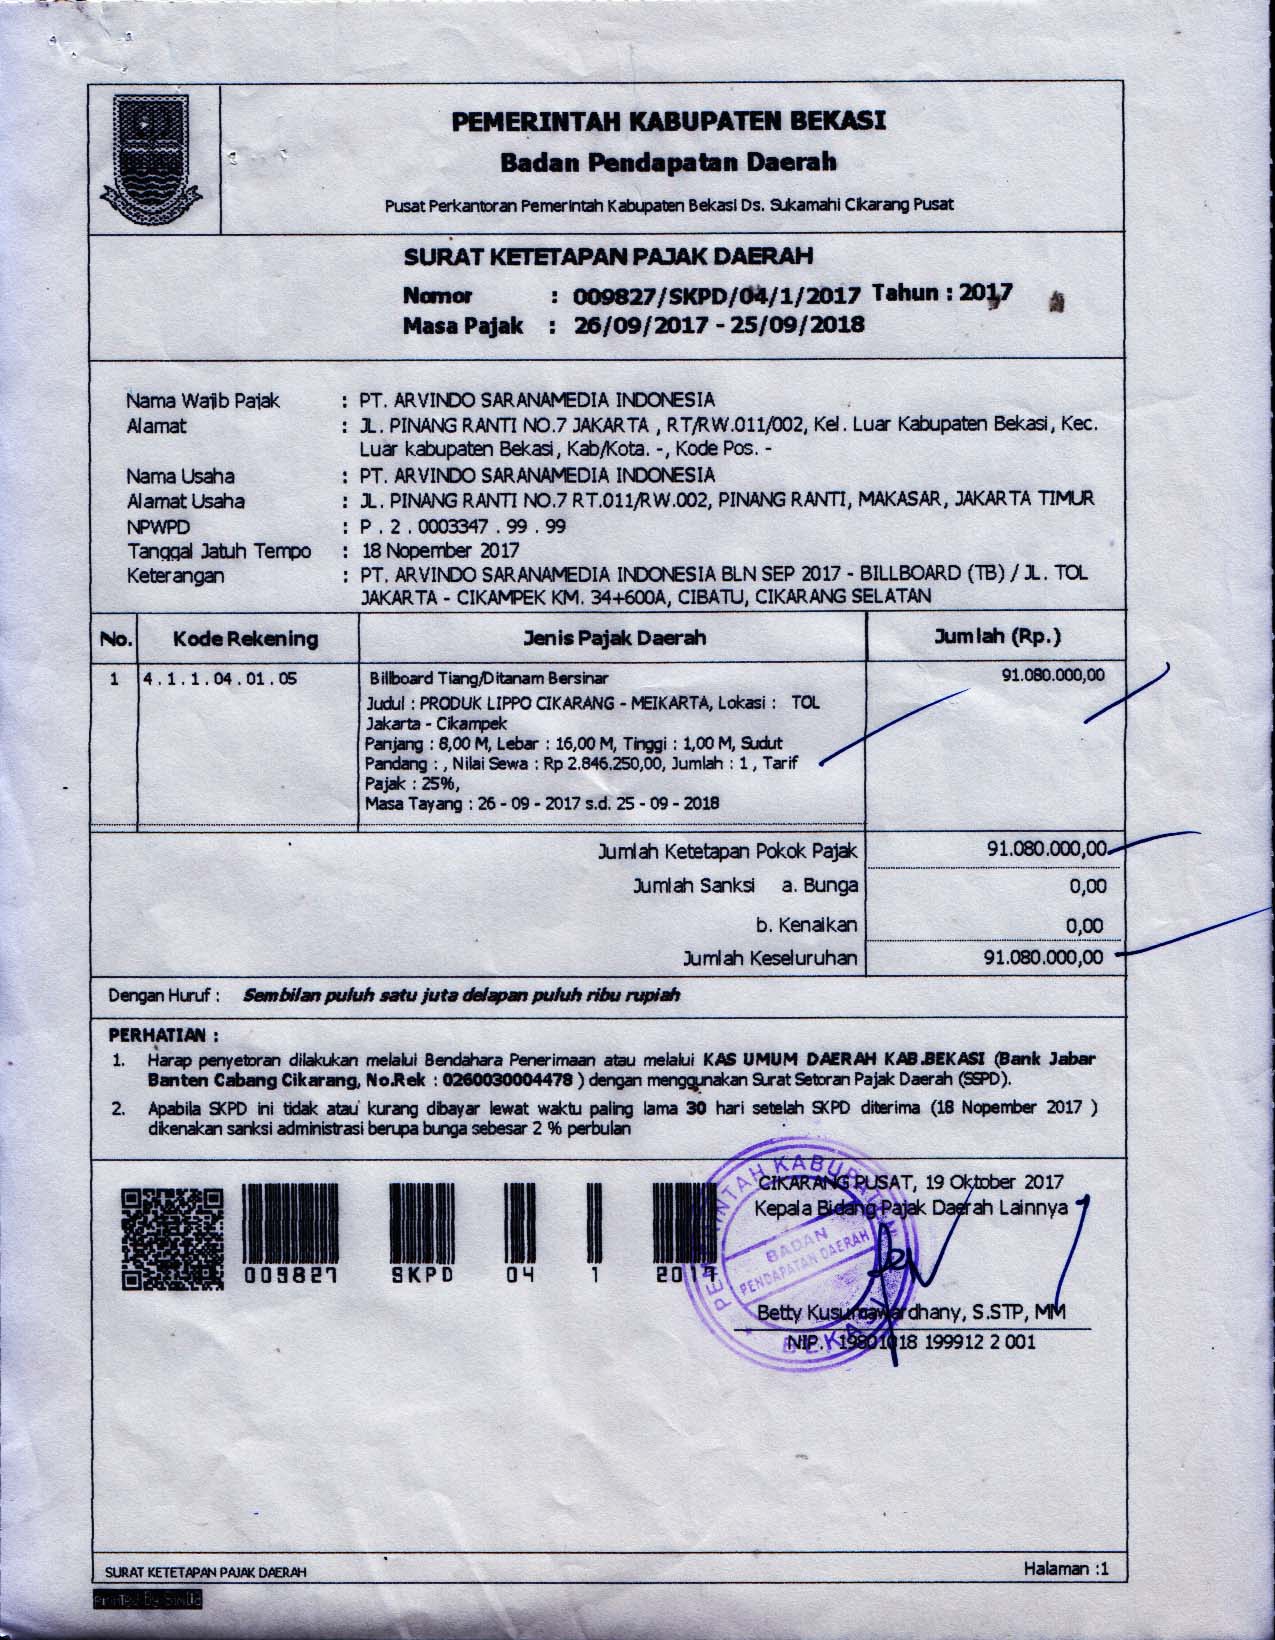 PEMERINTAH KABUPATEN BEKASI
Badan Pendapatan Daerah
Pusat Perkantoran Pemerintah Kabupaten Bekasi Ds. Sukamahi Cikarang Pusat
SURAT KETETAPAN PAJAK DAERAH
Nomor : 009827/SKPD/04/1/2017 Tahun : 2017
Masa Pajak : 26/09/2017 - 25/09/2018
Nama Wajib Pajak : PT. ARVINDO SARANAMEDIA INDONESIA
Alamat : JL. PINANG RANTI NO.7 JAKARTA , RT/RW.011/002, Kel. Luar Kabupaten Bekasi, Kec.
Luar kabupaten Bekasi, Kab/Kota. -, Kode Pos. -
Nama Usaha : PT. ARVINDO SARANAMEDIA INDONESIA
Alamat Usaha : JL. PINANG RANTI NO.7 RT.011/RW.002, PINANG RANTI, MAKASAR, JAKARTA TIMUR
NPWPD : P . 2 . 0003347 . 99 . 99
Tanggal Jatuh Tempo : 18 Nopember 2017
Keterangan : PT. ARVINDO SARANAMEDIA INDONESIA BLN SEP 2017 - BILLBOARD (TB) / JL. TOL
JAKARTA - CIKAMPEK KM. 34+600A, CIBATU, CIKARANG SELATAN
No. Kode Rekening Jenis Pajak Daerah Jumlah (Rp.)
1 4 . 1 . 1 . 04 . 01 . 05 Billboard Tiang/Ditanam Bersinar 91.080.000,00
Judul : PRODUK LIPPO CIKARANG - MEIKARTA, Lokasi : TOL
Jakarta - Cikampek
Panjang : 8,00 M, Lebar : 16,00 M, Tinggi : 1,00 M, Sudut
Pandang : , Nilai Sewa : Rp 2.846.250,00, Jumlah : 1 , Tarif
Pajak : 25%,
Masa Tayang : 26 - 09 - 2017 s.d. 25 - 09 - 2018
Jumlah Ketetapan Pokok Pajak 91.080.000,00
Jumlah Sanksi a. Bunga 0,00
b. Kenaikan 0,00
Jumlah Keseluruhan 91.080.000,00
Dengan Huruf : Sembilan puluh satu juta delapan puluh ribu rupiah
PERHATIAN :
1. Harap penyetoran dilakukan melalui Bendahara Penerimaan atau melalui KAS UMUM DAERAH KAB.BEKASI (Bank Jabar
Banten Cabang Cikarang, No.Rek : 0260030004478 ) dengan menggunakan Surat Setoran Pajak Daerah (SSPD).
2. Apabila SKPD ini tidak atau kurang dibayar lewat waktu paling lama 30 hari setelah SKPD diterima (18 Nopember 2017 )
dikenakan sanksi administrasi berupa bunga sebesar 2 % perbulan
CIKARANG PUSAT, 19 Oktober 2017
Kepala Bidang Pajak Daerah Lainnya
009827 SKPD 04 1 2017
PEMERINTAH KABUPATEN
BADAN
PENDAPATAN DAERAH
BEKASI
Betty Kusumawardhany, S.STP, MM
NIP. 19801018 199912 2 001
SURAT KETETAPAN PAJAK DAERAH Halaman :1